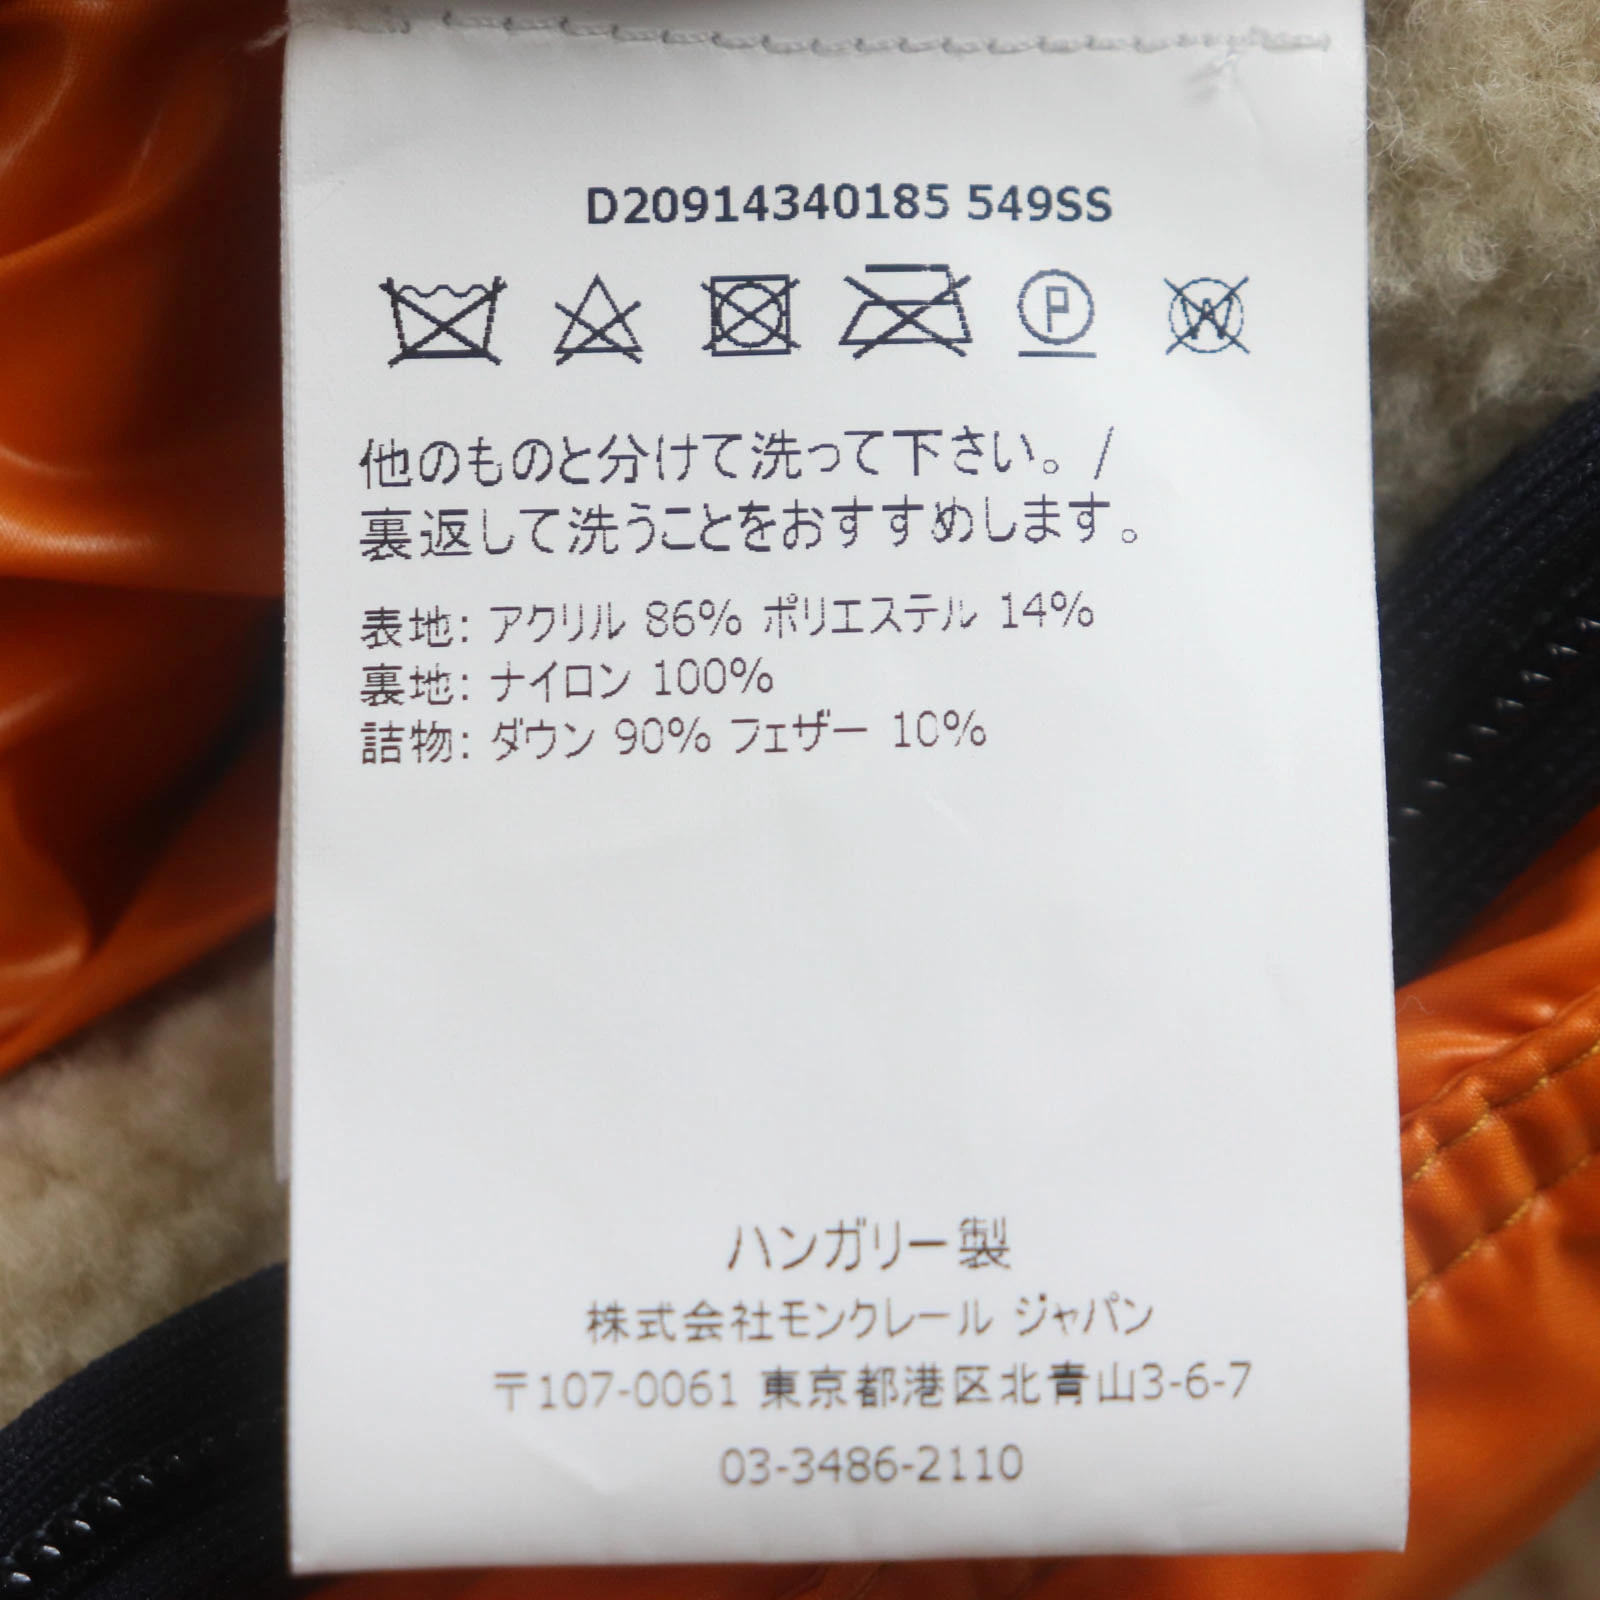 D20914340185 549SS
P W
他のものと分けて洗って下さい。/
裏返して洗うことをおすすめします。
表地: アクリル 86% ポリエステル 14%
裏地: ナイロン 100%
詰物: ダウン 90% フェザー 10%
ハンガリー製
株式会社モンクレール ジャパン
〒107-0061 東京都港区北青山3-6-7
03-3486-2110